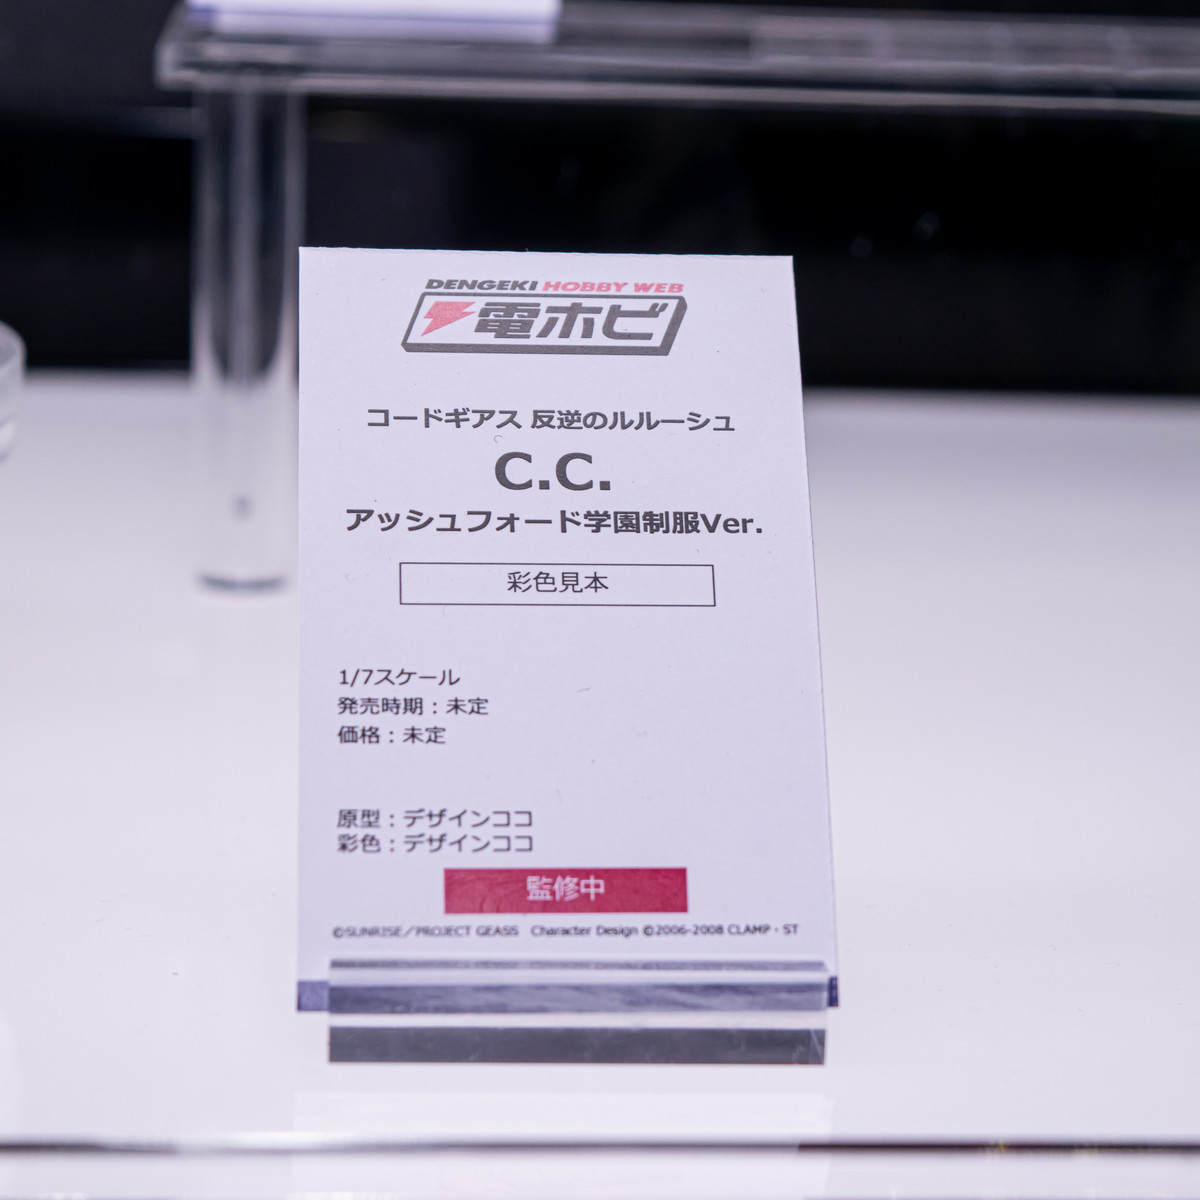 DENGEKI HOBBY WEB
電ホビ
コードギアス 反逆のルルーシュ
C.C.
アッシュフォード学園制服Ver.
彩色見本
1/7スケール
発売時期：未定
価格：未定
原型：デザインココ
彩色：デザインココ
監修中
©SUNRISE／PROJECT GEASS Character Design ©2006-2008 CLAMP・ST